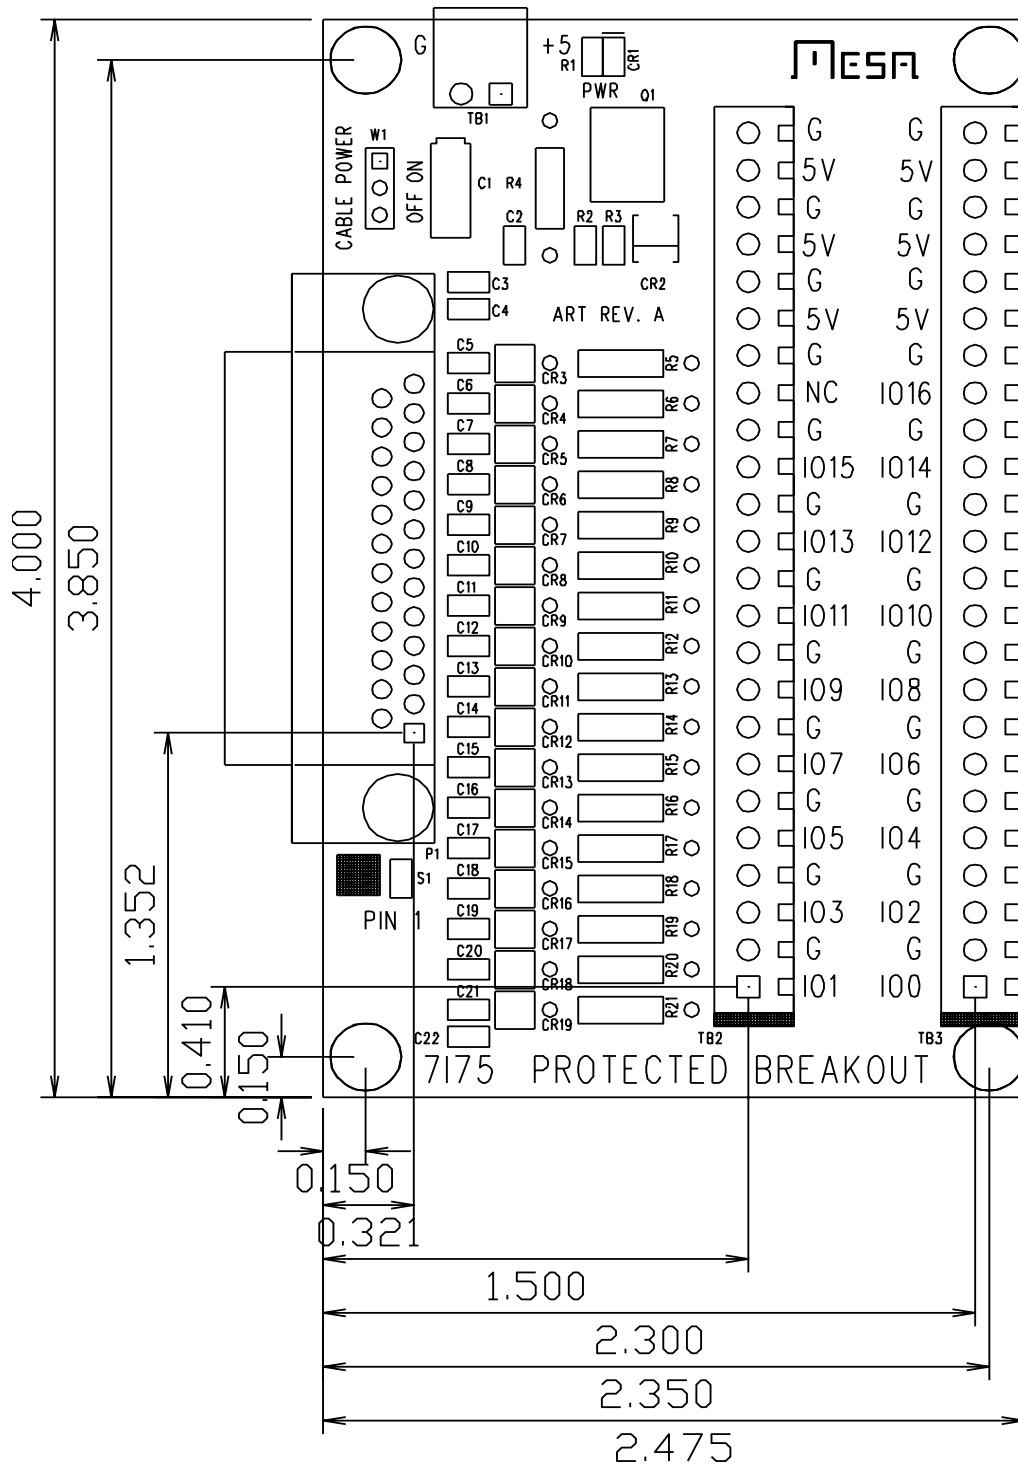 G
+5
R1
CR1
MESA
PWR
Q1
TB1
W1
CABLE POWER
OFF ON
C1
R4
C2
R2
R3
CR2
C3
C4
ART REV. A
G G
5V 5V
G G
5V 5V
G G
5V 5V
G G
NC IO16
G G
IO15 IO14
G G
IO13 IO12
G G
IO11 IO10
G G
IO9 IO8
G G
IO7 IO6
G G
IO5 IO4
G G
IO3 IO2
G G
IO1 IO0
C5 CR3 R5
C6 CR4 R6
C7 CR5 R7
C8 CR6 R8
C9 CR7 R9
C10 CR8 R10
C11 CR9 R11
C12 CR10 R12
C13 CR11 R13
C14 CR12 R14
C15 CR13 R15
C16 CR14 R16
C17 CR15 R17
C18 CR16 R18
C19 CR17 R19
C20 CR18 R20
C21 CR19 R21
C22
P1
S1
PIN 1
TB2
TB3
7I75 PROTECTED BREAKOUT
4.000
3.850
1.352
0.410
0.150
0.150
0.321
1.500
2.300
2.350
2.475